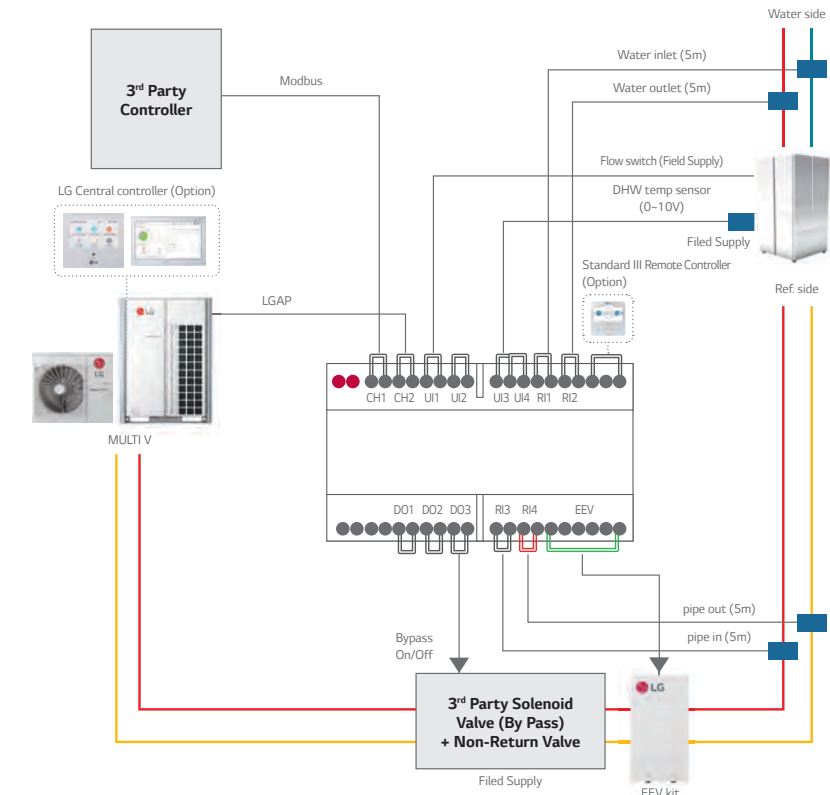 Water side
Water inlet (5m)
Water outlet (5m)
3rd Party
Controller
Modbus
Flow switch (Field Supply)
DHW temp sensor
(0~10V)
Filed Supply
LG Central controller (Option)
Standard III Remote Controller
(Option)
Ref. side
LGAP
LG
LG
MULTI V
CH1 CH2 UI1 UI2 UI3 UI4 RI1 RI2
DO1 DO2 DO3 RI3 RI4 EEV
pipe out (5m)
pipe in (5m)
Bypass
On/Off
3rd Party Solenoid
Valve (By Pass)
+ Non-Return Valve
LG
Filed Supply
EEV kit